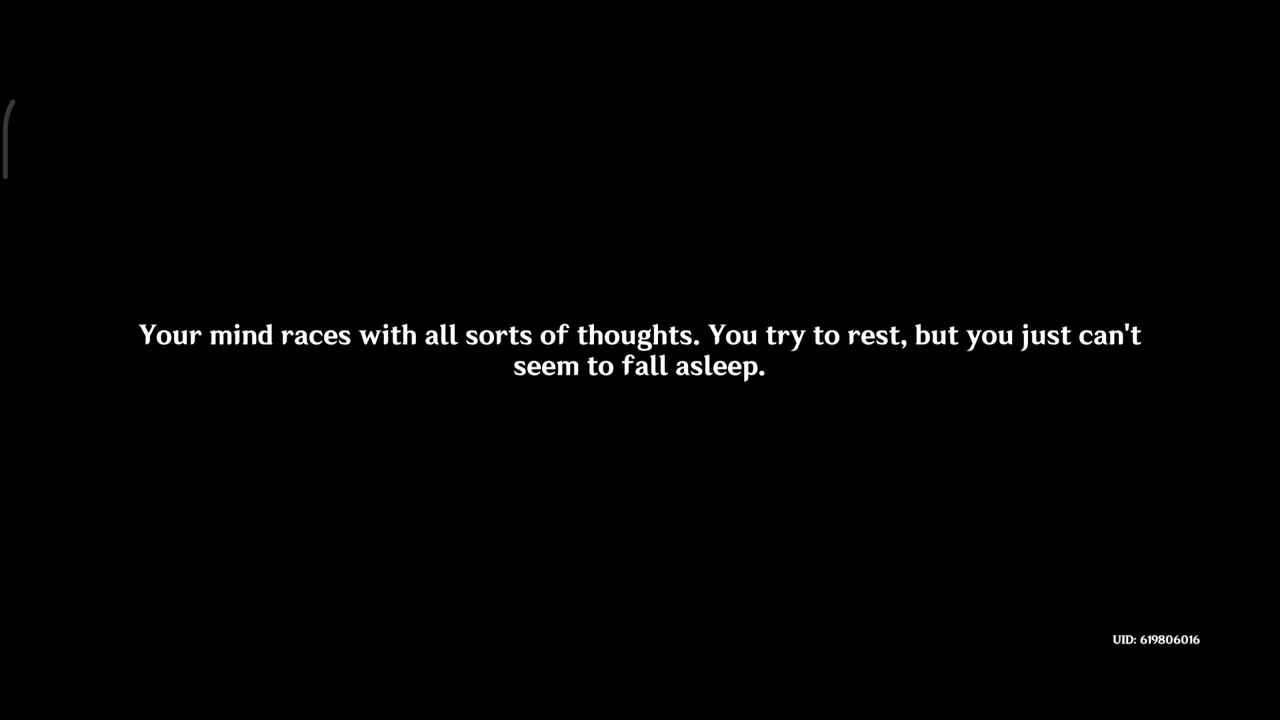 Your mind races with all sorts of thoughts. You try to rest, but you just can't
seem to fall asleep.
UID: 619806016